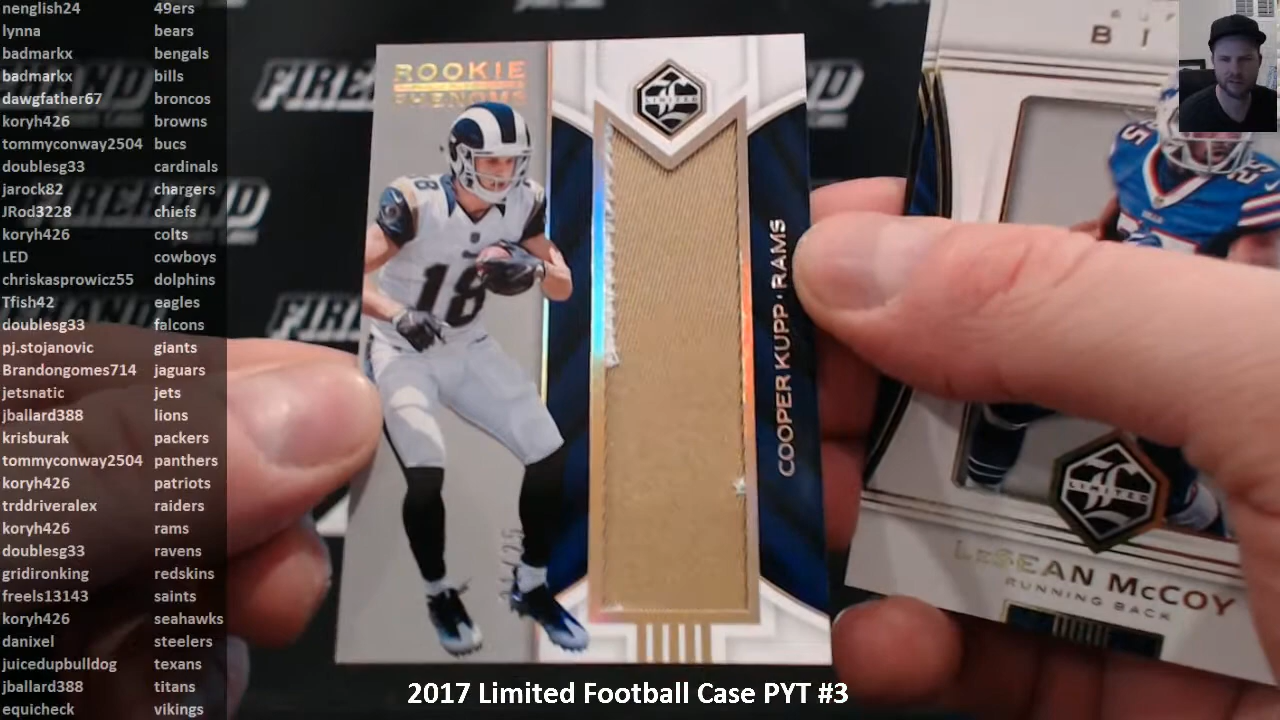 nenglish24 49ers
lynna bears
badmarkx bengals
badmarkx bills
dawgfather67 broncos
koryh426 browns
tommyconway2504 bucs
doublesg33 cardinals
jarock82 chargers
JRod3228 chiefs
koryh426 colts
LED cowboys
chriskasprowicz55 dolphins
Tfish42 eagles
doublesg33 falcons
pj.stojanovic giants
Brandongomes714 jaguars
jetsnatic jets
jballard388 lions
krisburak packers
tommyconway2504 panthers
koryh426 patriots
trddriveralex raiders
koryh426 rams
doublesg33 ravens
gridironking redskins
freels13143 saints
koryh426 seahawks
danixel steelers
juicedupbulldog texans
jballard388 titans
equicheck vikings
ROOKIE
PHENOMS
LIMITED
18
COOPER KUPP · RAMS
LIMITED
LeSEAN McCOY
RUNNING BACK
2017 Limited Football Case PYT #3